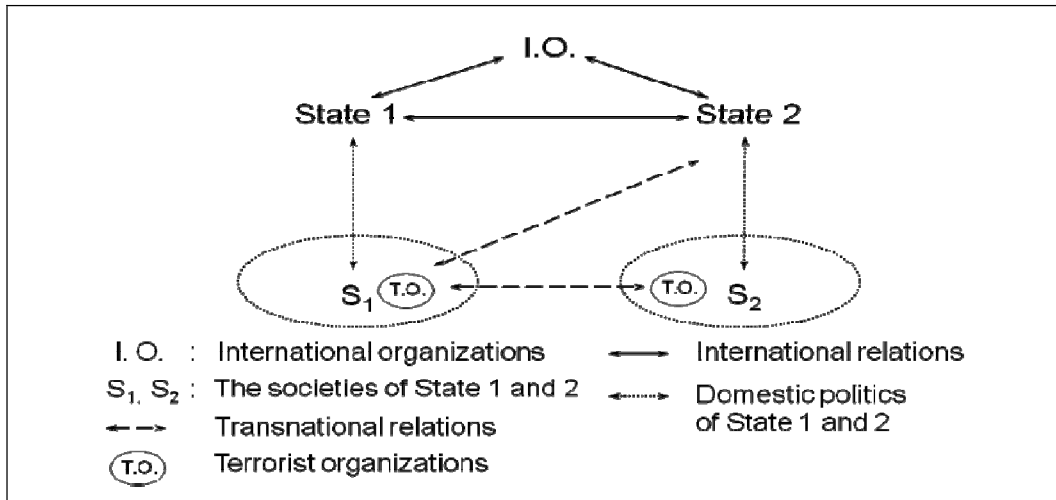 I.O.
State 1 State 2
S1 T.O. T.O. S2
I. O. : International organizations International relations
S1, S2 : The societies of State 1 and 2 Domestic politics
of State 1 and 2
Transnational relations
T.O. Terrorist organizations